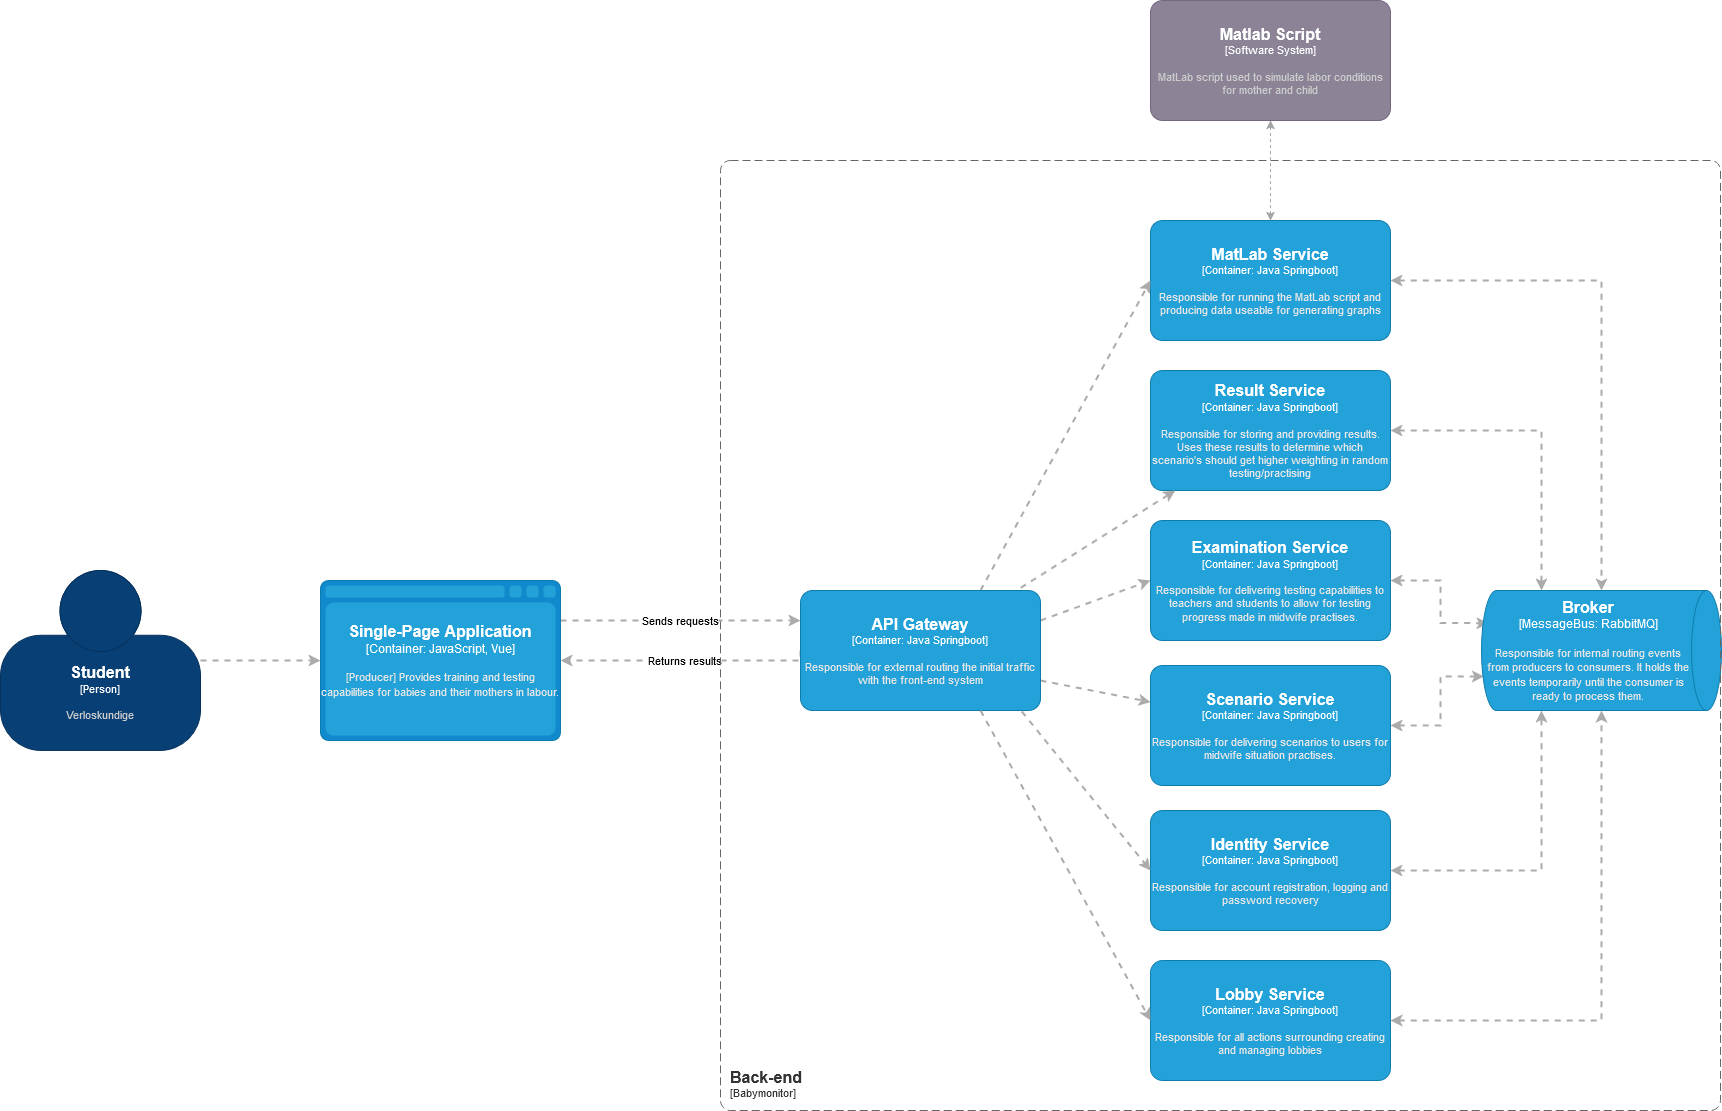 Matlab Script
[Software System]
MatLab script used to simulate labor conditions
for mother and child
MatLab Service
[Container: Java Springboot]
Responsible for running the MatLab script and
producing data useable for generating graphs
Result Service
[Container: Java Springboot]
Responsible for storing and providing results.
Uses these results to determine which
scenario's should get higher weighting in random
testing/practising
Examination Service
[Container: Java Springboot]
Responsible for delivering testing capabilities to
teachers and students to allow for testing
progress made in midwife practises.
Student
[Person]
Verloskundige
Single-Page Application
[Container: JavaScript, Vue]
[Producer] Provides training and testing
capabilities for babies and their mothers in labour.
Sends requests
Returns results
API Gateway
[Container: Java Springboot]
Responsible for external routing the initial traffic
with the front-end system
Broker
[MessageBus: RabbitMQ]
Responsible for internal routing events
from producers to consumers. It holds the
events temporarily until the consumer is
ready to process them.
Scenario Service
[Container: Java Springboot]
Responsible for delivering scenarios to users for
midwife situation practises.
Identity Service
[Container: Java Springboot]
Responsible for account registration, logging and
password recovery
Lobby Service
[Container: Java Springboot]
Responsible for all actions surrounding creating
and managing lobbies
Back-end
[Babymonitor]